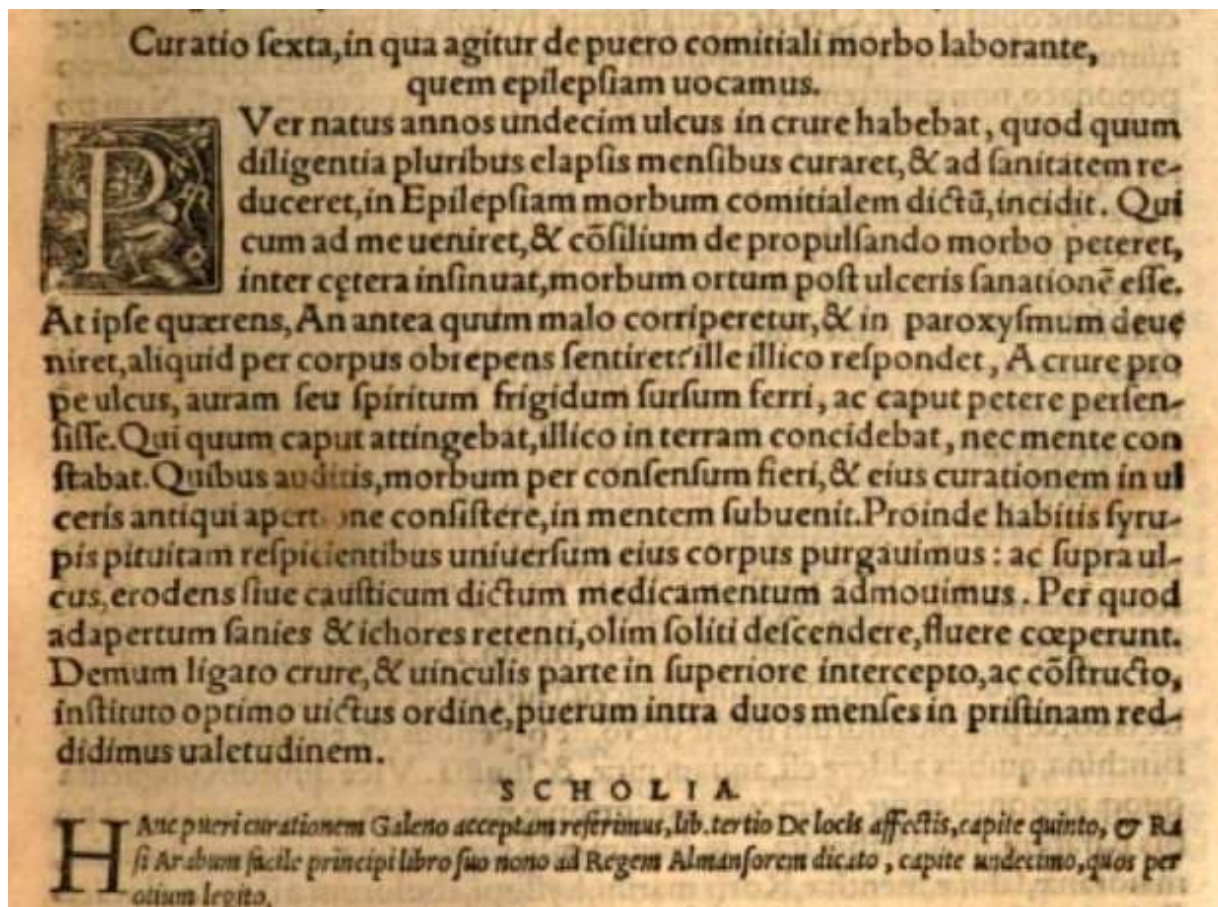 Curatio ſexta,in qua agitur de puero comitiali morbo laborante,
quem epilepſiam uocamus.
PVer natus annos undecim ulcus in crure habebat, quod quum
diligentia pluribus elapſis menſibus curaret,& ad ſanitatem re-
duceret,in Epilepſiam morbum comitialem dictū,incidit. Qui
cum ad me ueniret,& cōſilium de propulſando morbo peteret,
inter cętera inſinuat,morbum ortum poſt ulceris ſanationē eſſe.
At ipſe quærens, An antea quum malo corriperetur,& in paroxyſmum deue
niret,aliquid per corpus obrepens ſentiret? ille illico reſpondet, A crure pro
pe ulcus, auram ſeu ſpiritum frigidum ſurſum ferri, ac caput petere perſen-
ſiſſe. Qui quum caput attingebat,illico in terram concidebat, nec mente con
ſtabat. Quibus auditis,morbum per conſenſum fieri,& eius curationem in ul
ceris antiqui conſiſtere,in mentem ſubuenit. Proinde habitis ſyru-
pis pituitam reſpicientibus uniuerſum eius corpus purgauimus: ac ſupra ul-
cus,erodens ſiue cauſticum dictum medicamentum admouimus. Per quod
adapertum ſanies & ichores retenti,olim ſoliti deſcendere,fluere cœperunt.
Demum ligato crure,& uinculis parte in ſuperiore intercepto,ac cōſtructo,
inſtituto optimo uictus ordine,puerum intra duos menſes in priſtinam red-
didimus ualetudinem.
SCHOLIA.
HAnc pueri curationem Galeno acceptam referimus, lib. tertio De locis affectis, capite quinto, & Ra
ſi Arabum facile principi libro ſuo nono ad Regem Almanſorem dicato, capite undecimo, quos per
otium legito.